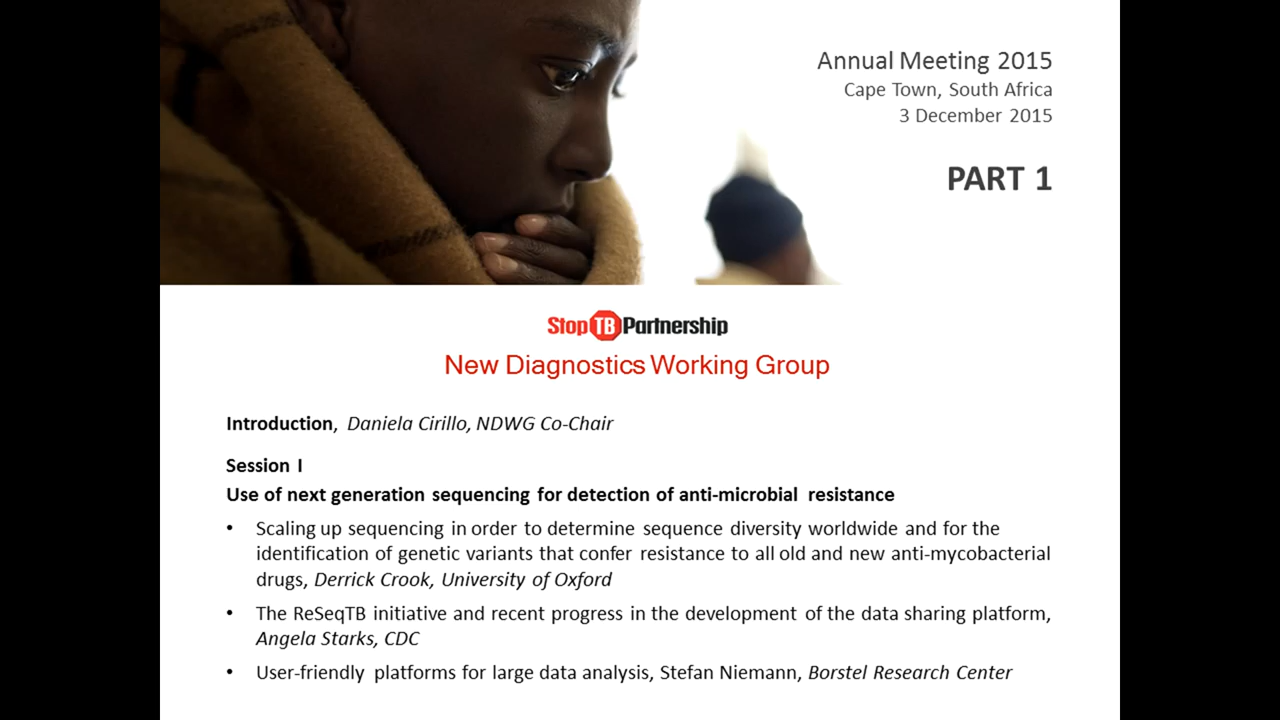 Annual Meeting 2015
Cape Town, South Africa
3 December 2015
PART 1
Stop TB Partnership
New Diagnostics Working Group
Introduction, Daniela Cirillo, NDWG Co-Chair
Session I
Use of next generation sequencing for detection of anti-microbial resistance
• Scaling up sequencing in order to determine sequence diversity worldwide and for the
identification of genetic variants that confer resistance to all old and new anti-mycobacterial
drugs, Derrick Crook, University of Oxford
• The ReSeqTB initiative and recent progress in the development of the data sharing platform,
Angela Starks, CDC
• User-friendly platforms for large data analysis, Stefan Niemann, Borstel Research Center